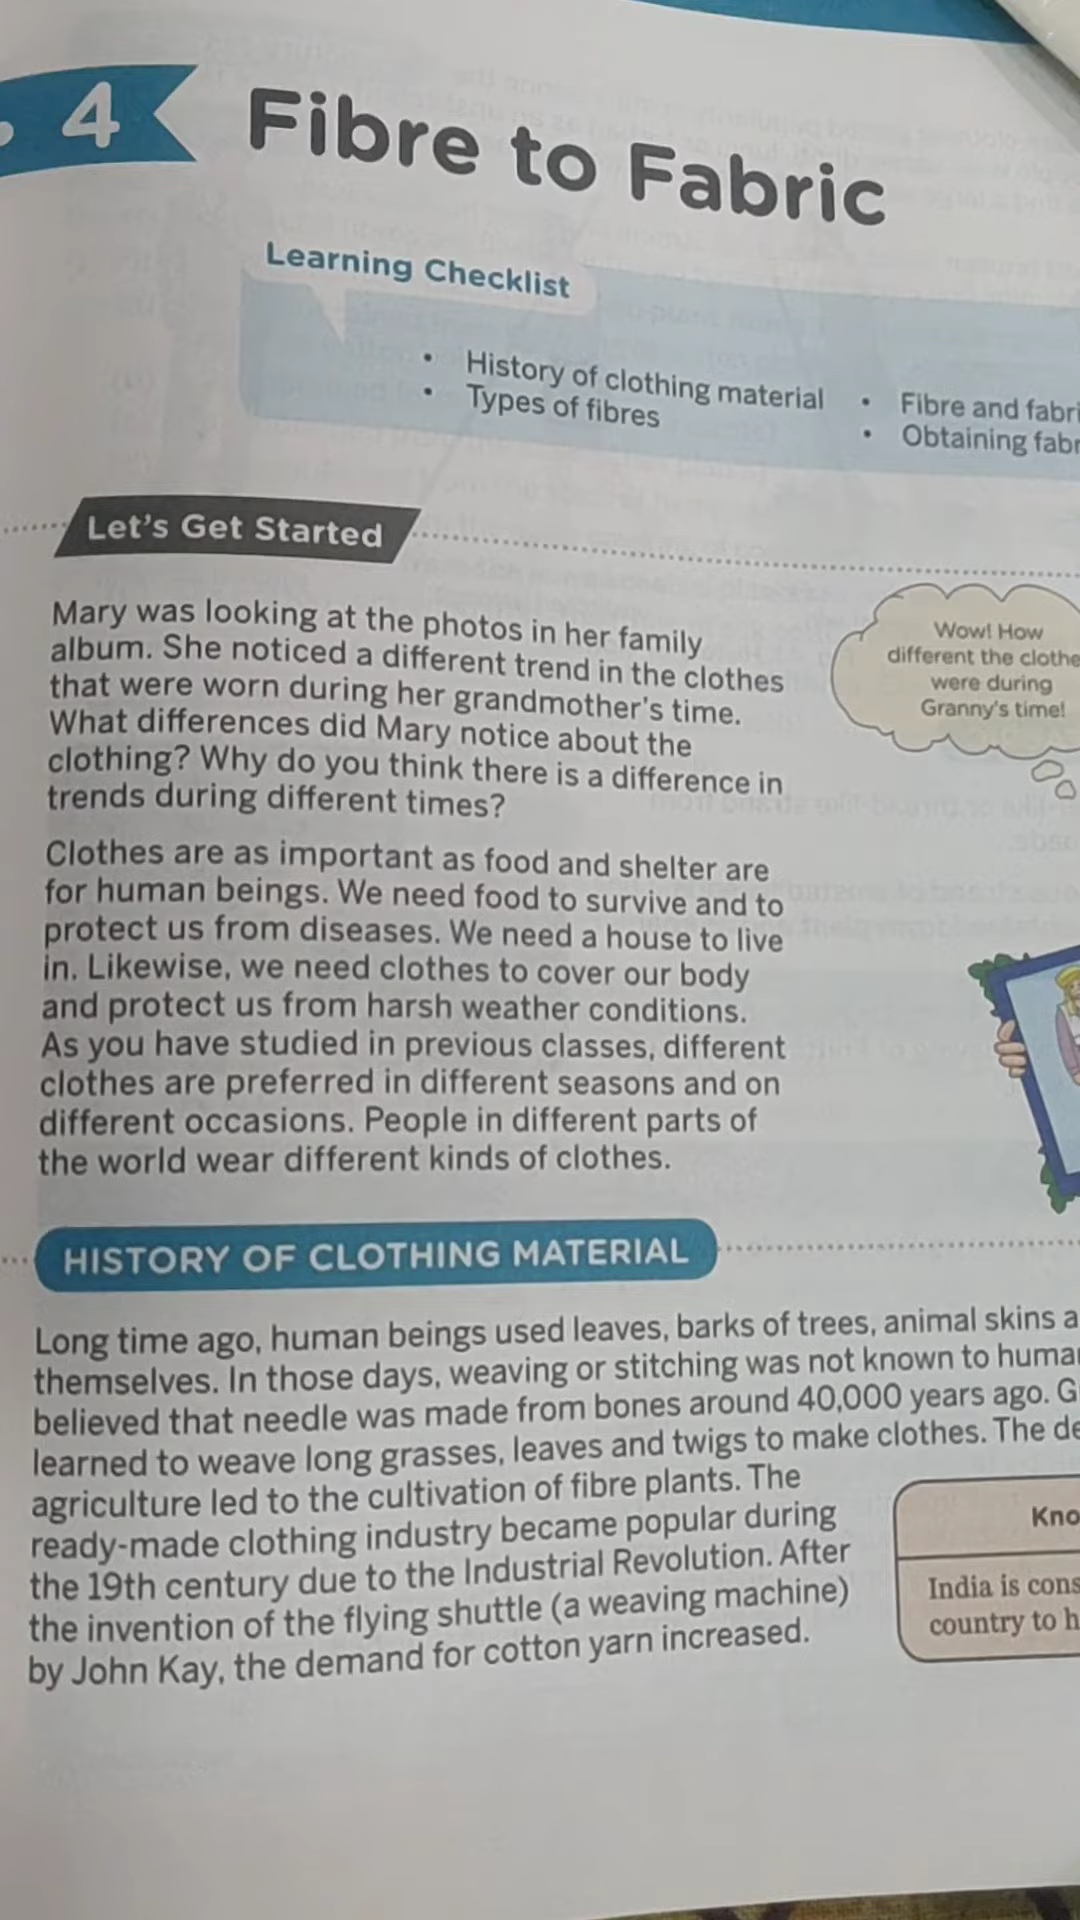 4
Fibre to Fabric
Learning Checklist
• History of clothing material
• Types of fibres
• Fibre and
• Obtaining
Let's Get Started
Mary was looking at the photos in her family
album. She noticed a different trend in the clothes
that were worn during her grandmother's time.
What differences did Mary notice about the
clothing? Why do you think there is a difference in
trends during different times?
Wow! How
different the
were during
Granny's time!
Clothes are as important as food and shelter are
for human beings. We need food to survive and to
protect us from diseases. We need a house to live
in. Likewise, we need clothes to cover our body
and protect us from harsh weather conditions.
As you have studied in previous classes, different
clothes are preferred in different seasons and on
different occasions. People in different parts of
the world wear different kinds of clothes.
HISTORY OF CLOTHING MATERIAL
Long time ago, human beings used leaves, barks of trees, animal skins
themselves. In those days, weaving or stitching was not known to
believed that needle was made from bones around 40,000 years ago.
learned to weave long grasses, leaves and twigs to make clothes. The
agriculture led to the cultivation of fibre plants. The
ready-made clothing industry became popular during
the 19th century due to the Industrial Revolution. After
the invention of the flying shuttle (a weaving machine)
by John Kay, the demand for cotton yarn increased.
India is
country to